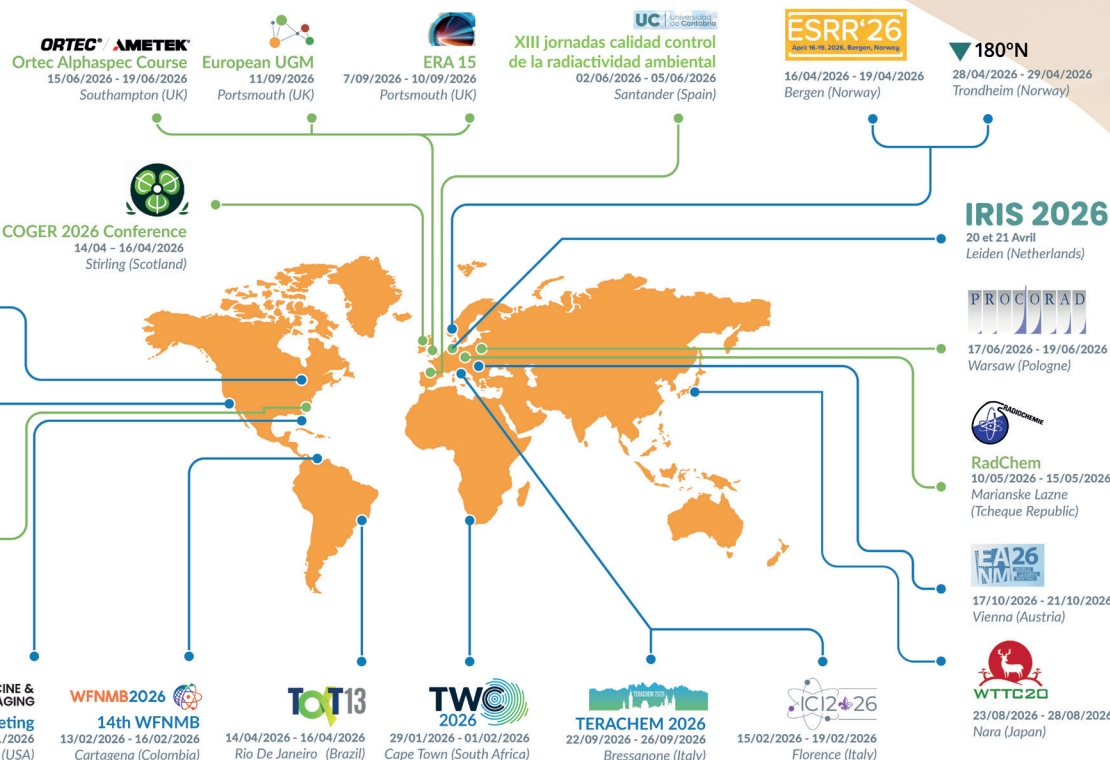 ORTEC® / AMETEK®
Ortec Alphaspec Course
15/06/2026 - 19/06/2026
Southampton (UK)
European UGM
11/09/2026
Portsmouth (UK)
ERA 15
7/09/2026 - 10/09/2026
Portsmouth (UK)
UC Universidad de Cantabria
XIII jornadas calidad control
de la radiactividad ambiental
02/06/2026 - 05/06/2026
Santander (Spain)
ESRR'26
April 16-19, 2026, Bergen, Norway
16/04/2026 - 19/04/2026
Bergen (Norway)
180°N
28/04/2026 - 29/04/2026
Trondheim (Norway)
COGER 2026 Conference
14/04 – 16/04/2026
Stirling (Scotland)
IRIS 2026
20 et 21 Avril
Leiden (Netherlands)
PROCORAD
17/06/2026 - 19/06/2026
Warsaw (Pologne)
RADIOCHEMIE
RadChem
10/05/2026 - 15/05/2026
Marianske Lazne
(Tcheque Republic)
EANM 26
WORLD
LEADING
MEETING
17/10/2026 - 21/10/2026
Vienna (Austria)
WTTC20
23/08/2026 - 28/08/2026
Nara (Japan)
CINE &
AGING
eting
/2026
(USA)
WFNMB2026
14th WFNMB
13/02/2026 - 16/02/2026
Cartagena (Colombia)
TOXT13
14/04/2026 - 16/04/2026
Rio De Janeiro (Brazil)
TWC
2026
29/01/2026 - 01/02/2026
Cape Town (South Africa)
TERACHEM 2026
TERACHEM 2026
22/09/2026 - 26/09/2026
Bressanone (Italy)
ICI2 26
15/02/2026 - 19/02/2026
Florence (Italy)